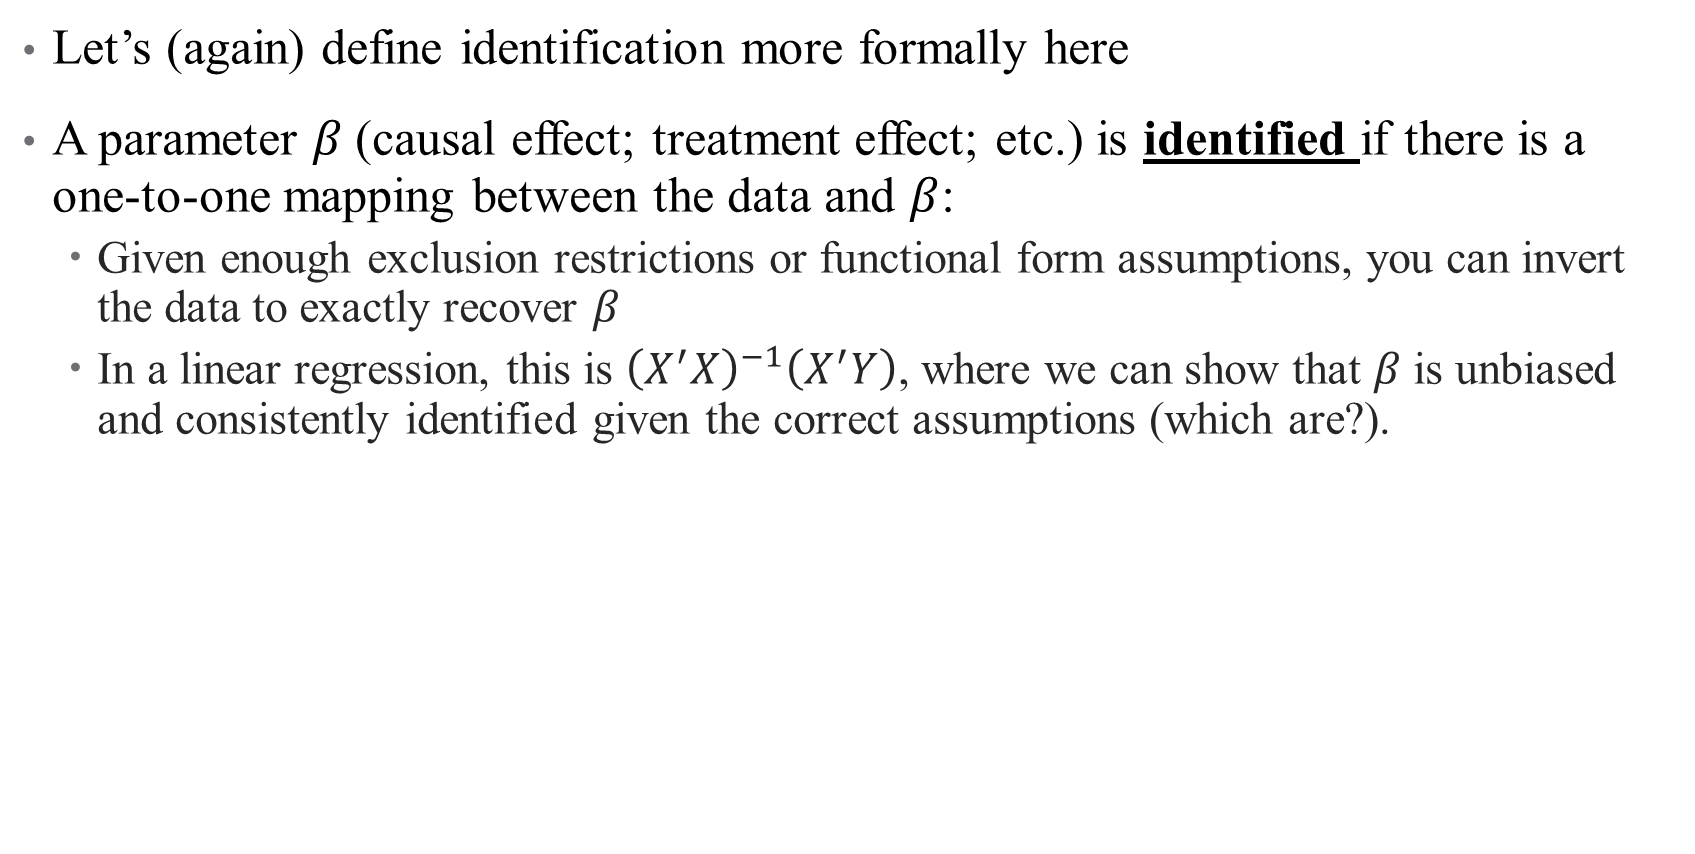 • Let’s (again) define identification more formally here
• A parameter β (causal effect; treatment effect; etc.) is identified if there is a
one-to-one mapping between the data and β:
• Given enough exclusion restrictions or functional form assumptions, you can invert
the data to exactly recover β
• In a linear regression, this is (X′X)⁻¹(X′Y), where we can show that β is unbiased
and consistently identified given the correct assumptions (which are?).